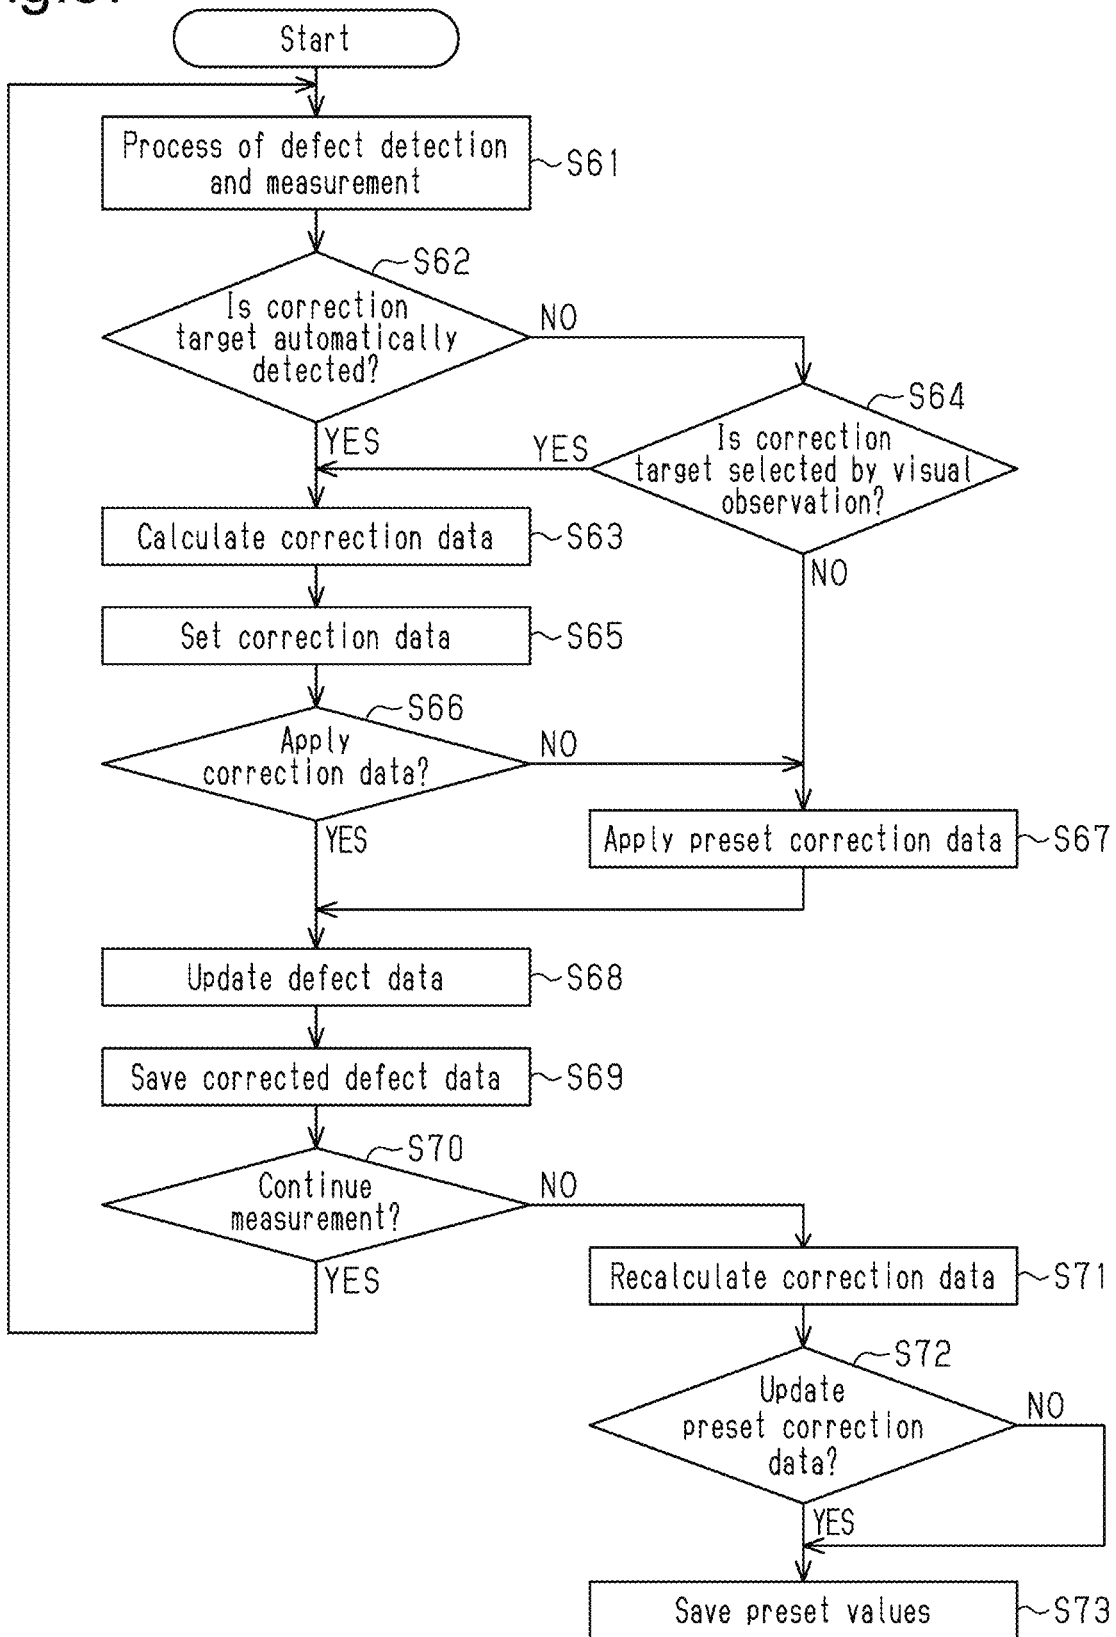 Start
Process of defect detection
and measurement
S61
S62
Is correction
target automatically
detected?
NO
YES
S64
Is correction
target selected by visual
observation?
YES
NO
Calculate correction data
S63
Set correction data
S65
S66
Apply
correction data?
NO
YES
Apply preset correction data
S67
Update defect data
S68
Save corrected defect data
S69
S70
Continue
measurement?
NO
YES
Recalculate correction data
S71
S72
Update
preset correction
data?
NO
YES
Save preset values
S73